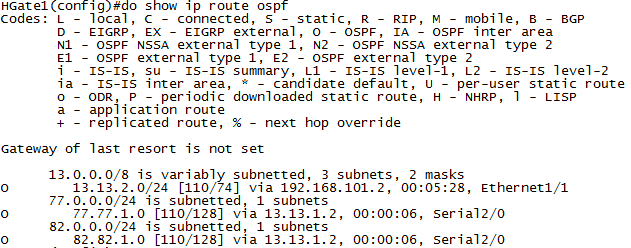 HGate1(config)#do show ip route ospf
Codes: L - local, C - connected, S - static, R - RIP, M - mobile, B - BGP
       D - EIGRP, EX - EIGRP external, O - OSPF, IA - OSPF inter area
       N1 - OSPF NSSA external type 1, N2 - OSPF NSSA external type 2
       E1 - OSPF external type 1, E2 - OSPF external type 2
       i - IS-IS, su - IS-IS summary, L1 - IS-IS level-1, L2 - IS-IS level-2
       ia - IS-IS inter area, * - candidate default, U - per-user static route
       o - ODR, P - periodic downloaded static route, H - NHRP, l - LISP
       a - application route
       + - replicated route, % - next hop override
Gateway of last resort is not set
      13.0.0.0/8 is variably subnetted, 3 subnets, 2 masks
O        13.13.2.0/24 [110/74] via 192.168.101.2, 00:05:28, Ethernet1/1
      77.0.0.0/24 is subnetted, 1 subnets
O        77.77.1.0 [110/128] via 13.13.1.2, 00:00:06, Serial2/0
      82.0.0.0/24 is subnetted, 1 subnets
O        82.82.1.0 [110/128] via 13.13.1.2, 00:00:06, Serial2/0